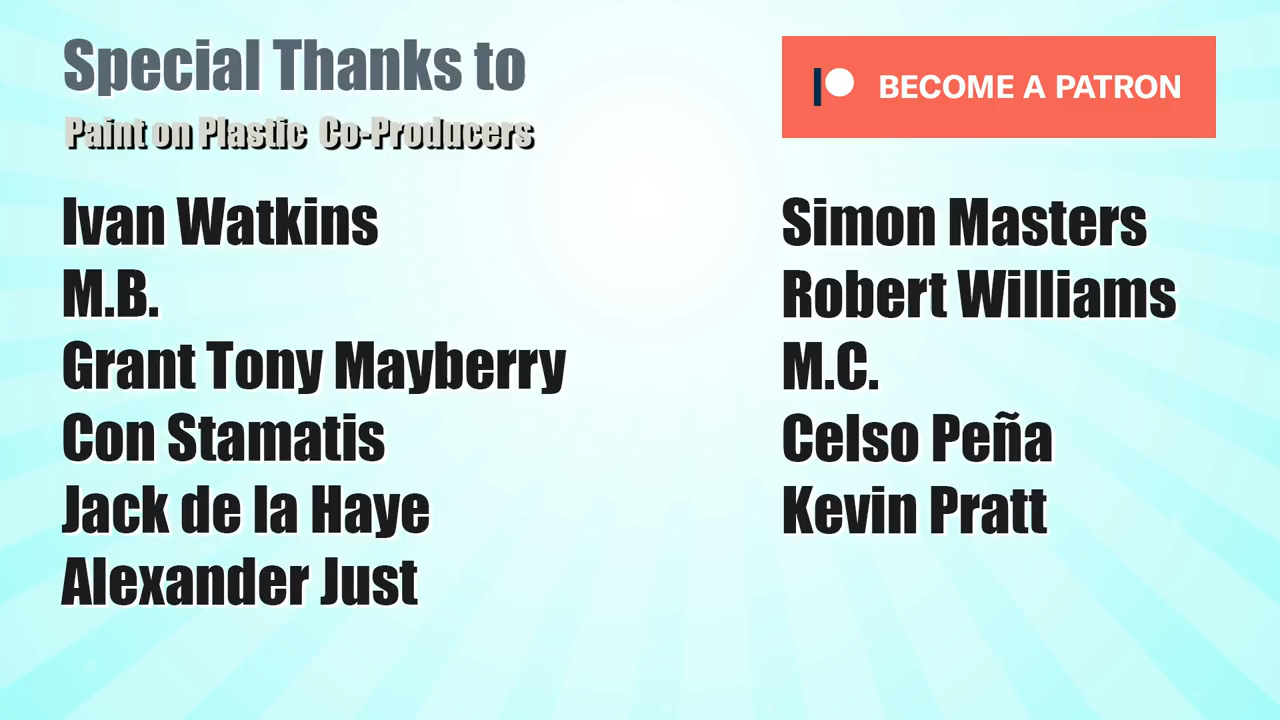 Special Thanks to
Paint on Plastic Co-Producers
BECOME A PATRON
Ivan Watkins
M.B.
Grant Tony Mayberry
Con Stamatis
Jack de la Haye
Alexander Just
Simon Masters
Robert Williams
M.C.
Celso Peña
Kevin Pratt